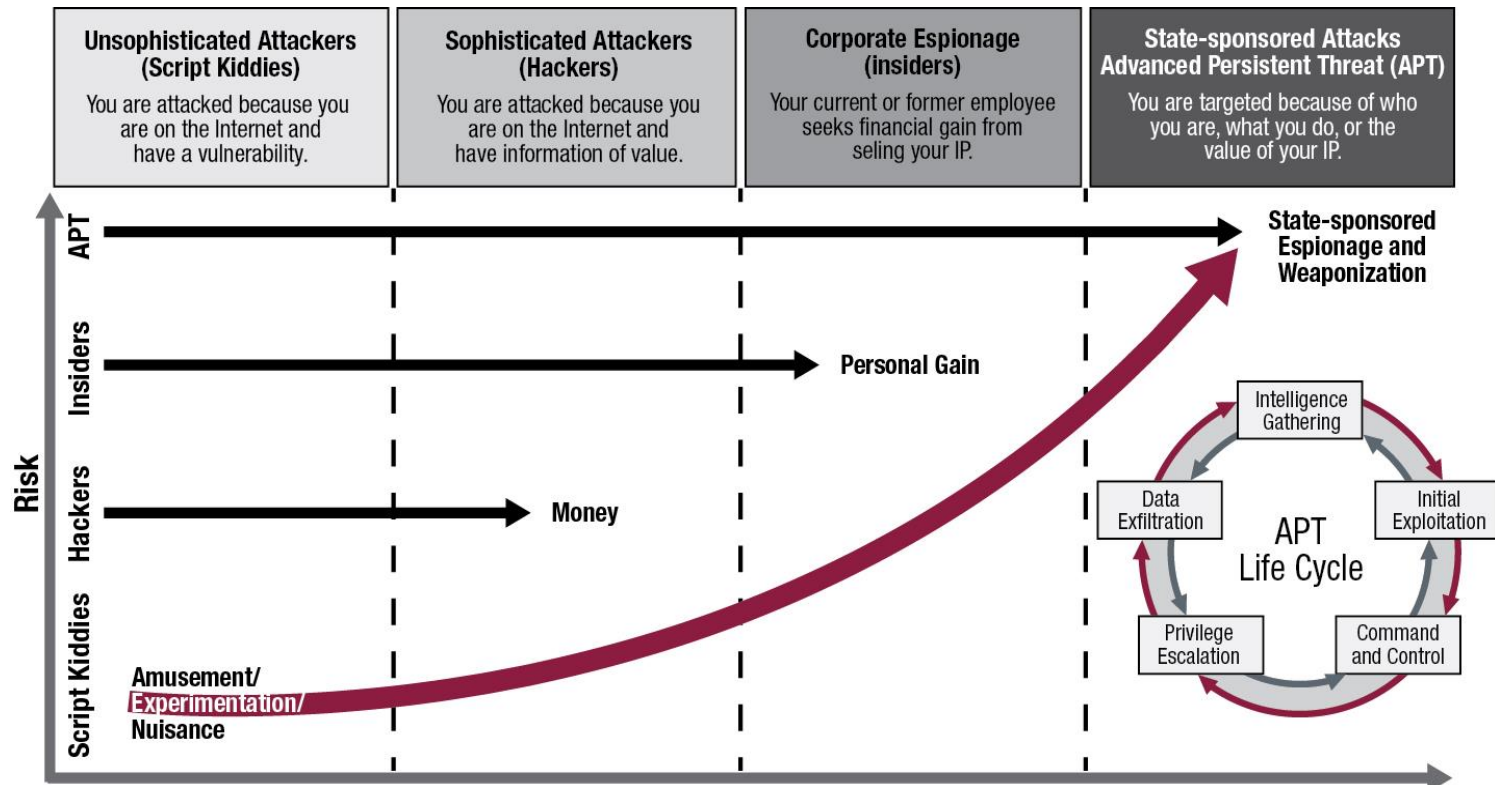 Unsophisticated Attackers
(Script Kiddies)
You are attacked because you
are on the Internet and
have a vulnerability.
Sophisticated Attackers
(Hackers)
You are attacked because you
are on the Internet and
have information of value.
Corporate Espionage
(insiders)
Your current or former employee
seeks financial gain from
seling your IP.
State-sponsored Attacks
Advanced Persistent Threat (APT)
You are targeted because of who
you are, what you do, or the
value of your IP.
Risk
APT
State-sponsored
Espionage and
Weaponization
Insiders
Personal Gain
Hackers
Money
Script Kiddies
Amusement/
Experimentation/
Nuisance
APT
Life Cycle
Intelligence
Gathering
Initial
Exploitation
Command
and Control
Privilege
Escalation
Data
Exfiltration